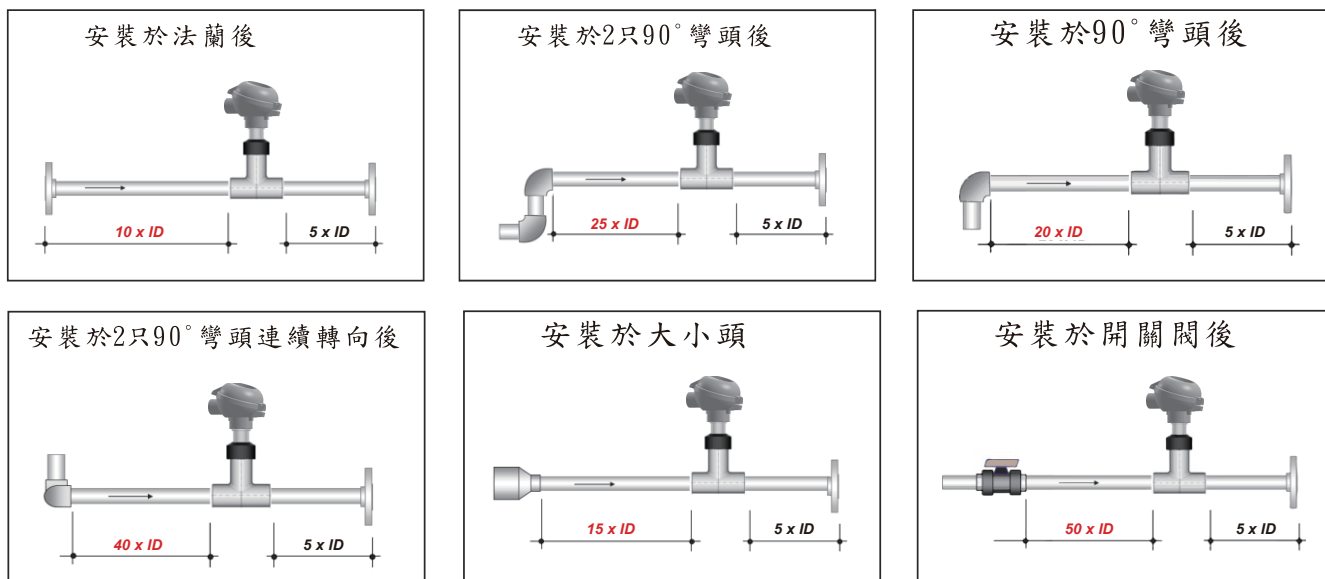 安裝於法蘭後
10 x ID
5 x ID
安裝於2只90°彎頭後
25 x ID
5 x ID
安裝於90°彎頭後
20 x ID
5 x ID
安裝於2只90°彎頭連續轉向後
40 x ID
5 x ID
安裝於大小頭
15 x ID
5 x ID
安裝於開關閥後
50 x ID
5 x ID